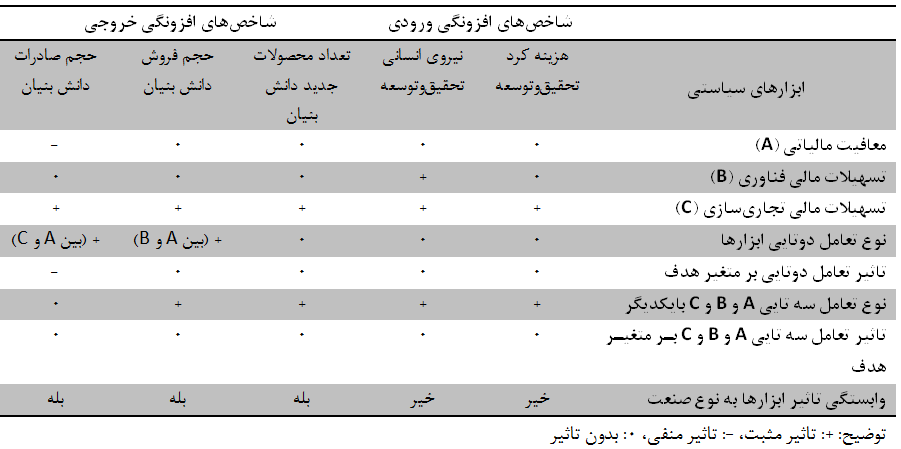 شاخص‌های افزونگی ورودی شاخص‌های افزونگی خروجی
ابزارهای سیاستی هزینه کرد تحقیق‌وتوسعه نیروی انسانی تحقیق‌وتوسعه تعداد محصولات جدید دانش بنیان حجم فروش دانش بنیان حجم صادرات دانش بنیان
معافیت مالیاتی (A) ۰ ۰ ۰ ۰ –
تسهیلات مالی فناوری (B) ۰ + ۰ ۰ ۰
تسهیلات مالی تجاری‌سازی (C) + + + + +
نوع تعامل دوتایی ابزارها ۰ ۰ ۰ + (بین A و B) + (بین A و C)
تاثیر تعامل دوتایی بر متغیر هدف ۰ ۰ ۰ ۰ –
نوع تعامل سه تایی A و B و C بایکدیگر + + + + ۰
تاثیر تعامل سه تایی A و B و C بــر متغیــر ۰ ۰ ۰ ۰ ۰
هدف
وابستگی تاثیر ابزارها به نوع صنعت خیر خیر بله بله بله
توضیح: +: تاثیر مثبت، –: تاثیر منفی، ۰: بدون تاثیر